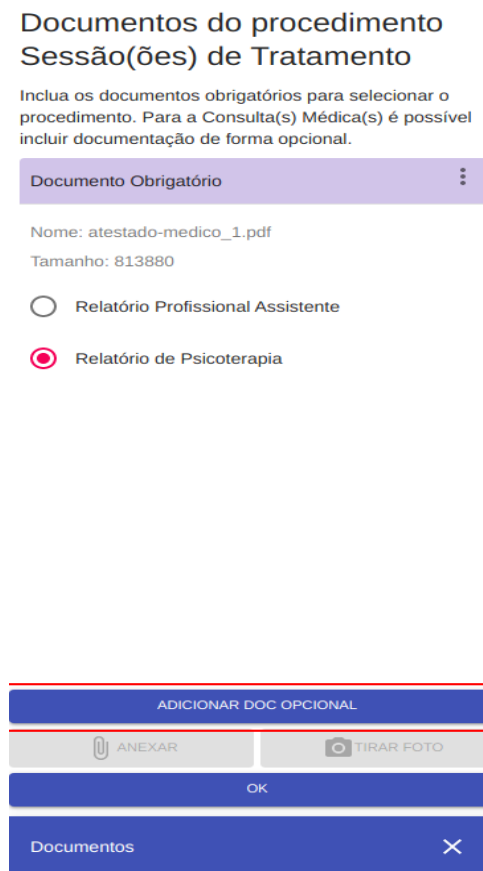 Documentos do procedimento
Sessão(ões) de Tratamento
Inclua os documentos obrigatórios para selecionar o
procedimento. Para a Consulta(s) Médica(s) é possível
incluir documentação de forma opcional.
Documento Obrigatório
Nome: atestado-medico_1.pdf
Tamanho: 813880
Relatório Profissional Assistente
Relatório de Psicoterapia
ADICIONAR DOC OPCIONAL
ANEXAR
TIRAR FOTO
OK
Documentos